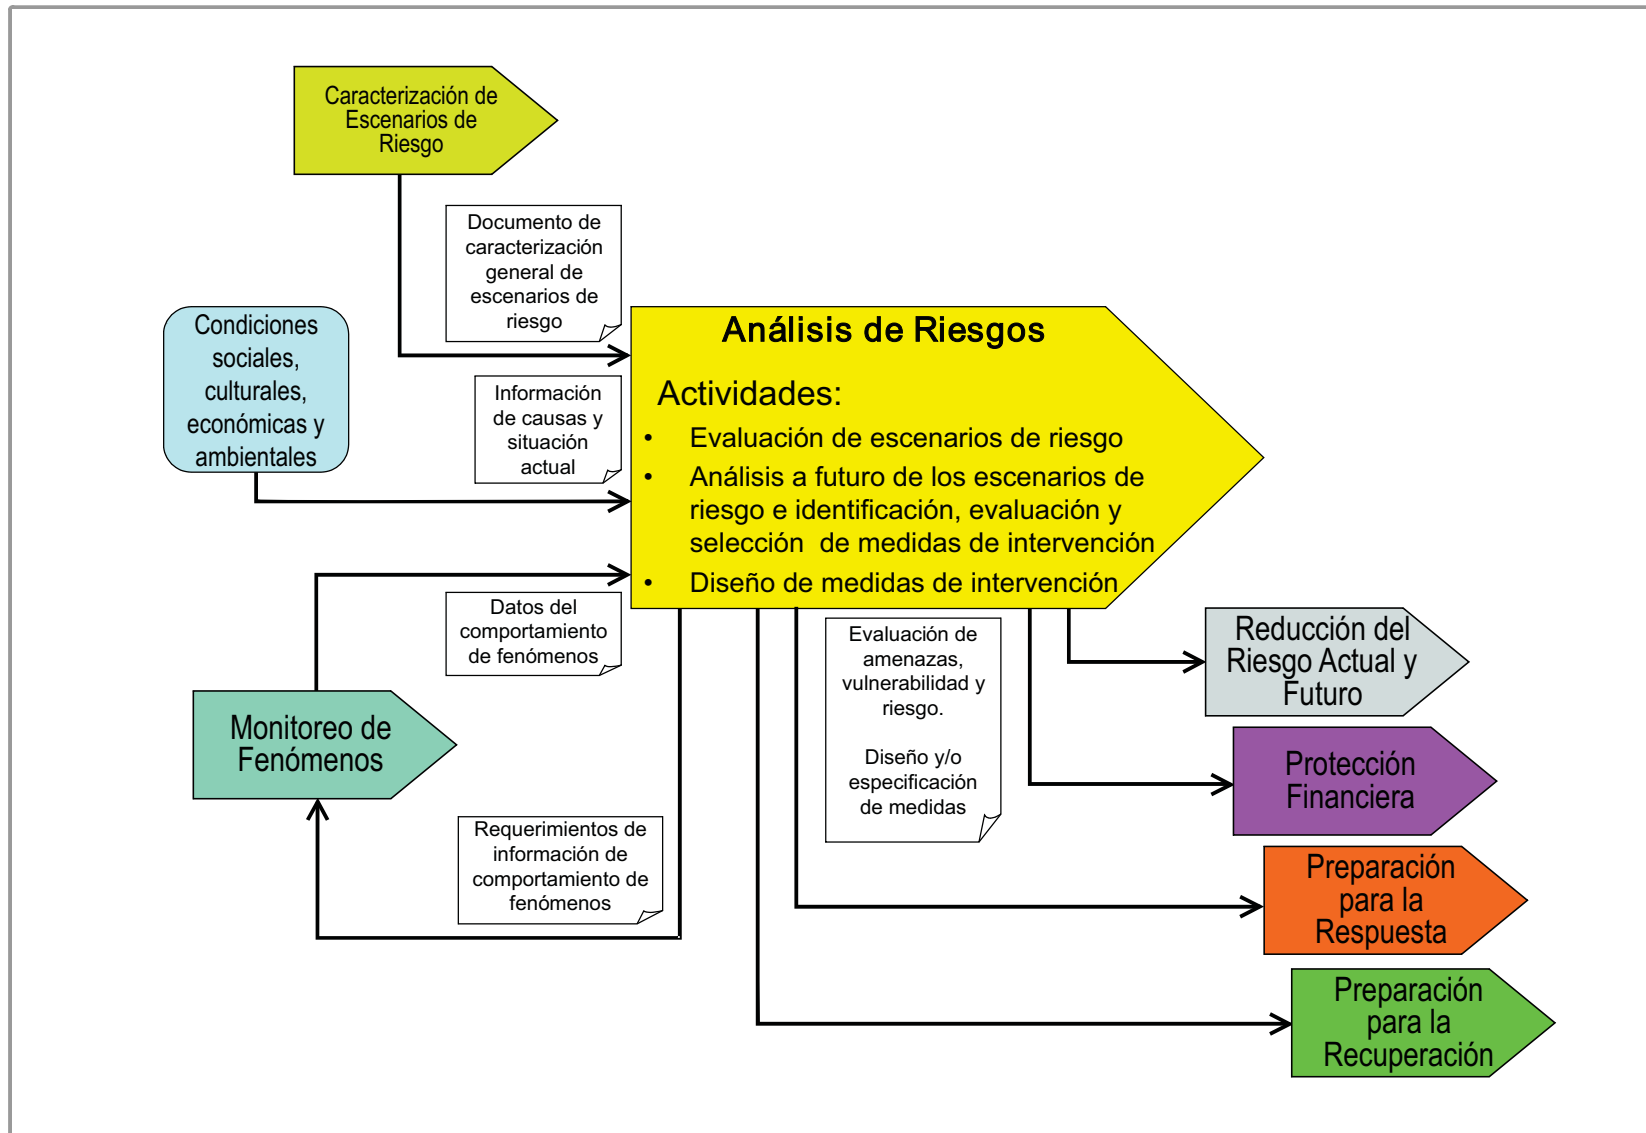 Caracterización de
Escenarios de
Riesgo
Documento de
caracterización
general de
escenarios de
riesgo
Condiciones
sociales,
culturales,
económicas y
ambientales
Información
de causas y
situación
actual
Análisis de Riesgos
Actividades:
• Evaluación de escenarios de riesgo
• Análisis a futuro de los escenarios de
riesgo e identificación, evaluación y
selección de medidas de intervención
• Diseño de medidas de intervención
Datos del
comportamiento
de fenómenos
Monitoreo de
Fenómenos
Requerimientos de
información de
comportamiento de
fenómenos
Evaluación de
amenazas,
vulnerabilidad y
riesgo.
Diseño y/o
especificación
de medidas
Reducción del
Riesgo Actual y
Futuro
Protección
Financiera
Preparación
para la
Respuesta
Preparación
para la
Recuperación